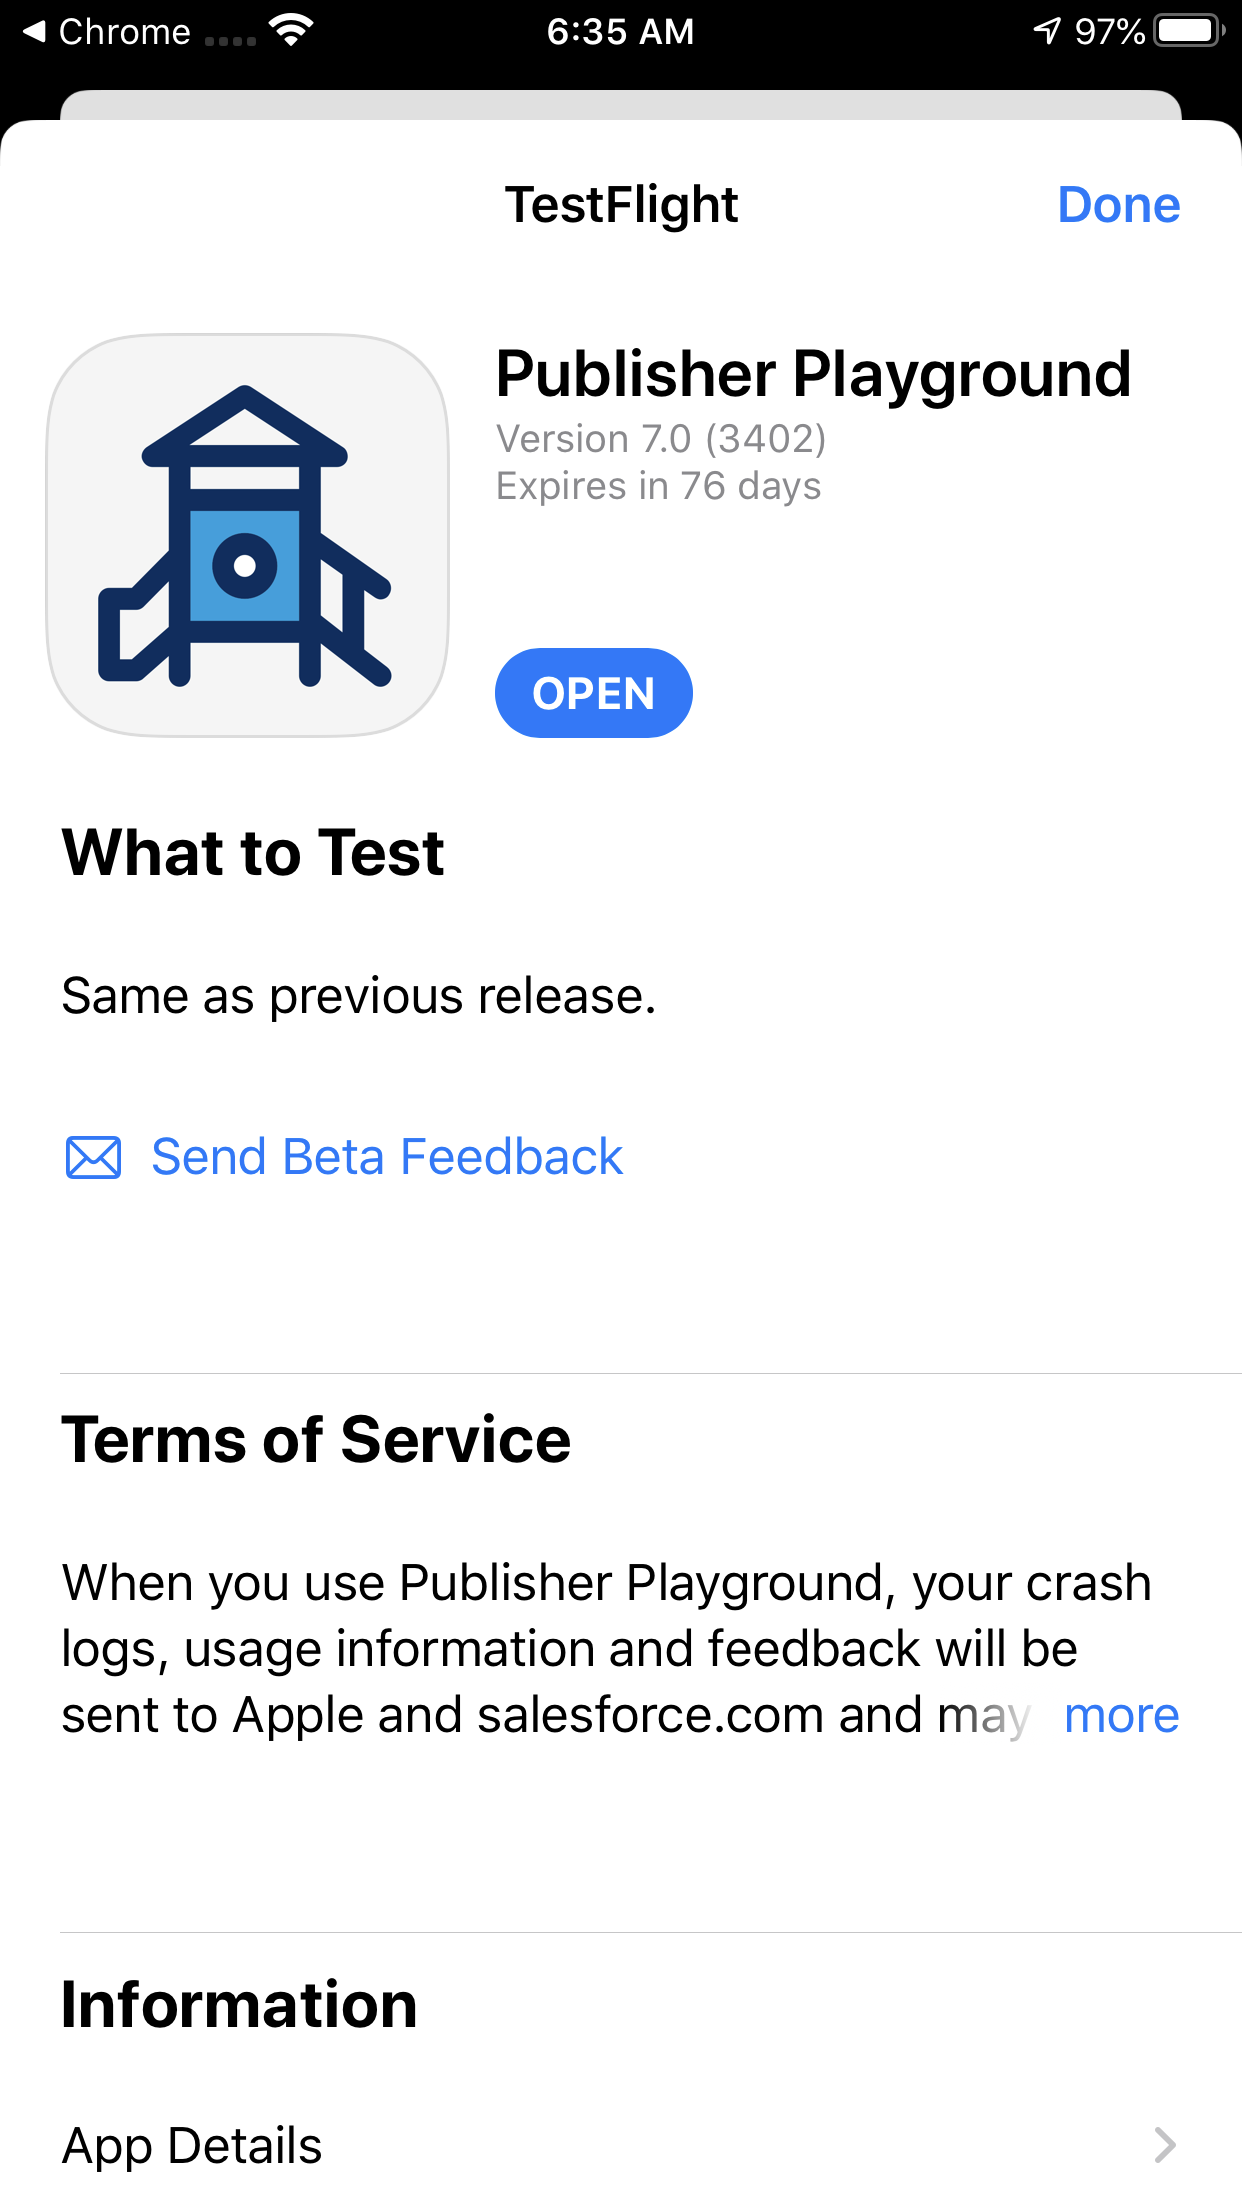 Chrome
6:35 AM
97%
TestFlight
Done
Publisher Playground
Version 7.0 (3402)
Expires in 76 days
OPEN
What to Test
Same as previous release.
Send Beta Feedback
Terms of Service
When you use Publisher Playground, your crash
logs, usage information and feedback will be
sent to Apple and salesforce.com and may more
Information
App Details